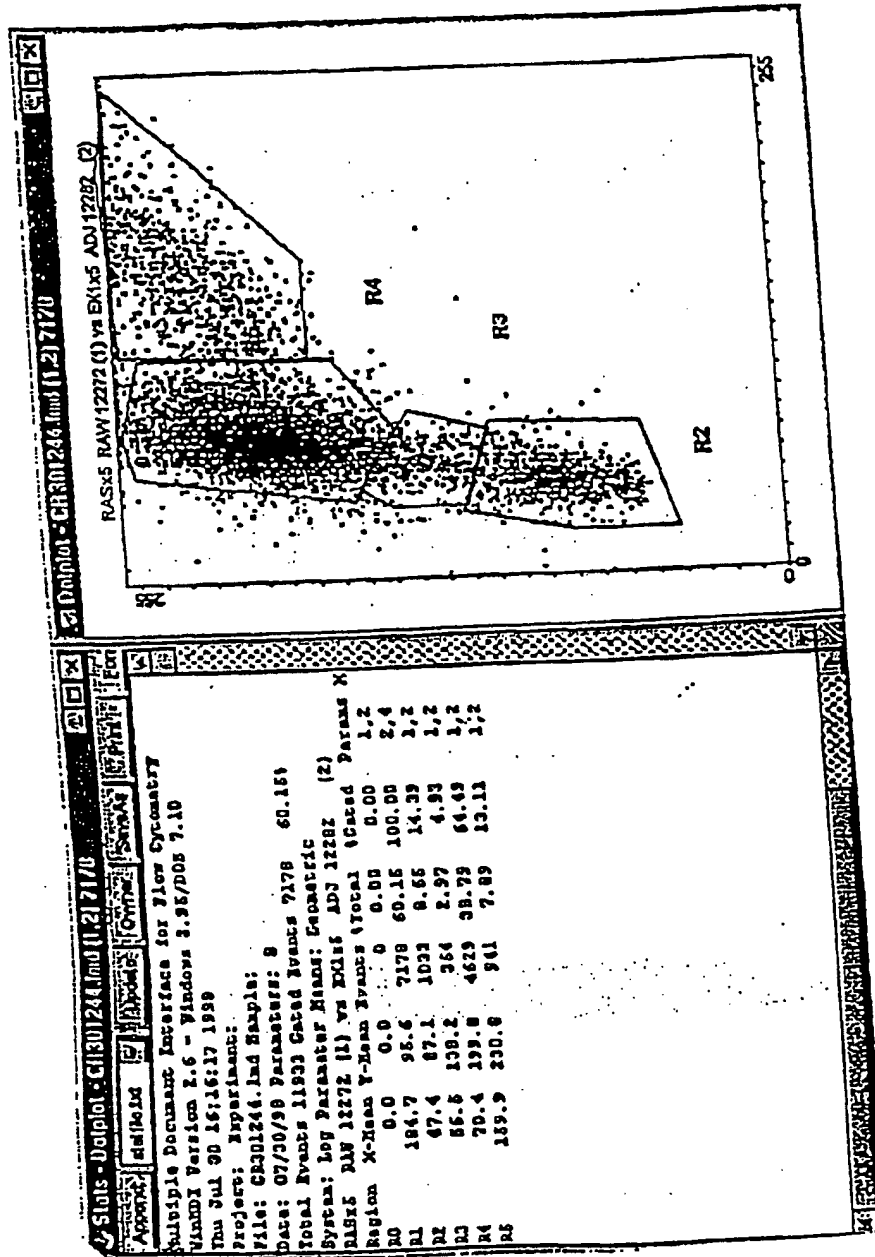 Stats - Dotplot - CR301244.lmd (1,2) 7178
Append
Update
SaveAs
Print
Multiple Document Interface for Flow Cytometry
WinMDI Version 2.6 - Windows 3.95/DOS 7.10
Thu Jul 30 16:16:17 1998
Project: Experiment:
File: CR301244.lmd Sample:
Date: 07/30/98 Parameters: 8
Total Events 11933 Gated Events 7178 60.15%
System: Log Parameter Means: Geometric
RASx5 RAW 12272 (1) vs EX1x5 ADJ 12282 (2)
Region X-Mean Y-Mean Events %Total %Gated Params X
R0 0.0 0.0 0 0.00 0.00 1,2
R1 184.7 95.6 7178 60.15 100.00 2,4
R2 47.4 87.1 1033 8.66 14.39 1,2
R3 56.5 138.2 354 2.97 4.93 1,2
R4 70.4 199.8 4629 38.79 64.49 1,2
R5 159.9 230.8 941 7.89 13.11 1,2
Dotplot - CR301244.lmd (1,2) 7178
RASx5 RAW 12272 (1) vs EX1x5 ADJ 12282 (2)
R4
R3
R2
0
0
255